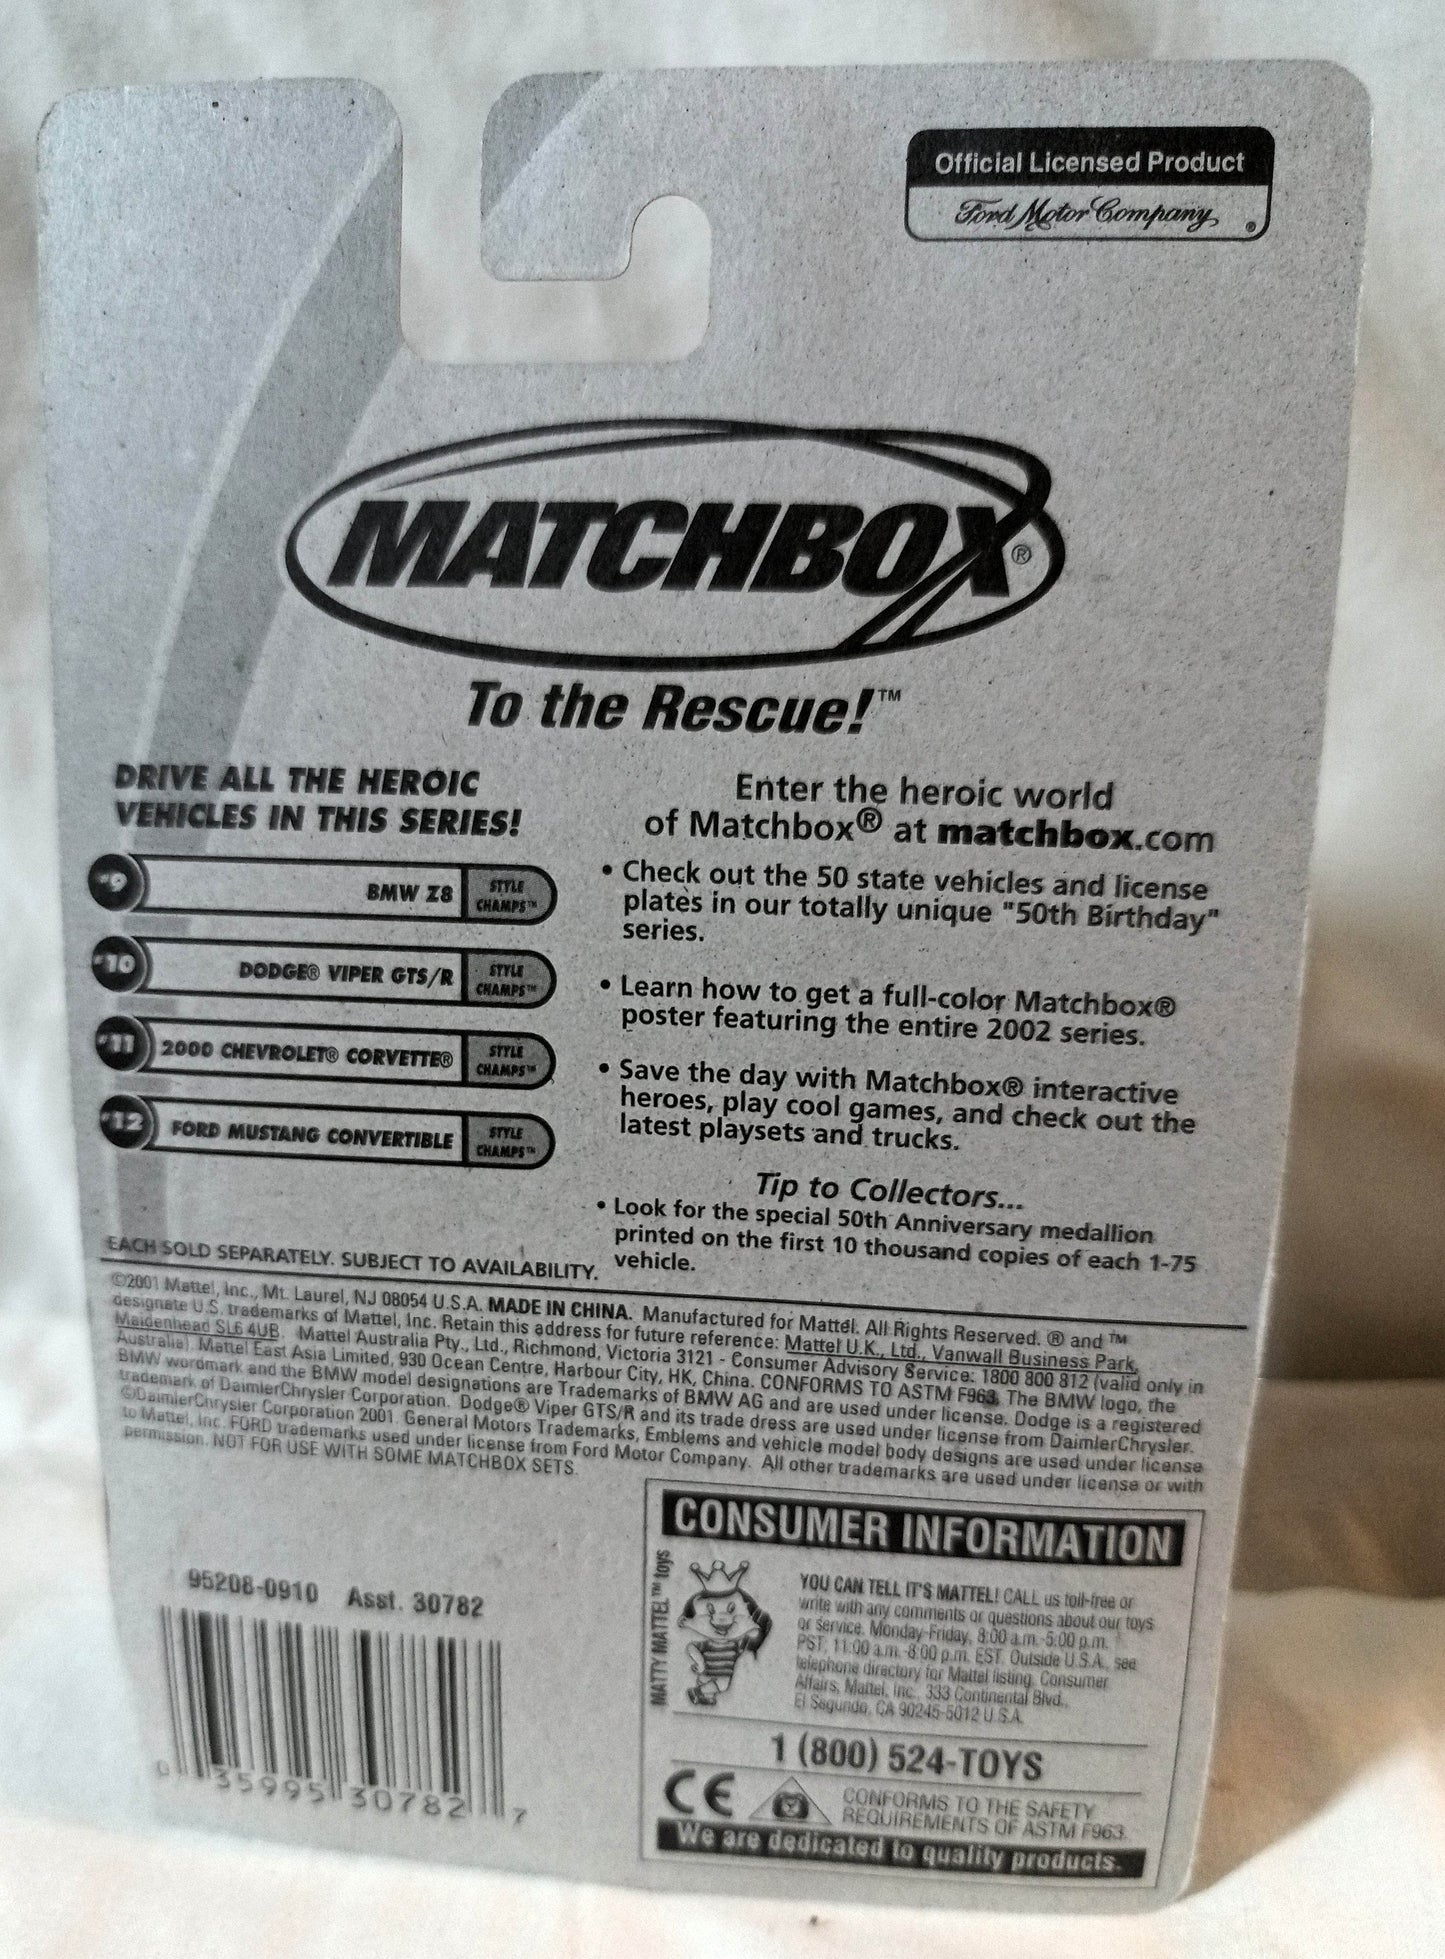 Official Licensed Product
Ford Motor Company®
MATCHBOX®
To the Rescue!™
DRIVE ALL THE HEROIC
VEHICLES IN THIS SERIES!
#9 BMW Z8 STYLE CHAMPS™
#10 DODGE® VIPER GTS/R STYLE CHAMPS™
#11 2000 CHEVROLET® CORVETTE® STYLE CHAMPS™
#12 FORD MUSTANG CONVERTIBLE STYLE CHAMPS™
EACH SOLD SEPARATELY. SUBJECT TO AVAILABILITY.
Enter the heroic world
of Matchbox® at matchbox.com
• Check out the 50 state vehicles and license
plates in our totally unique "50th Birthday"
series.
• Learn how to get a full-color Matchbox®
poster featuring the entire 2002 series.
• Save the day with Matchbox® interactive
heroes, play cool games, and check out the
latest playsets and trucks.
Tip to Collectors...
• Look for the special 50th Anniversary medallion
printed on the first 10 thousand copies of each 1-75
vehicle.
©2001 Mattel, Inc., Mt. Laurel, NJ 08054 U.S.A. MADE IN CHINA. Manufactured for Mattel. All Rights Reserved. ® and ™
designate U.S. trademarks of Mattel, Inc. Retain this address for future reference: Mattel U.K., Ltd., Vanwall Business Park,
Maidenhead SL6 4UB. Mattel Australia Pty., Ltd., Richmond, Victoria 3121 - Consumer Advisory Service: 1800 800 812 (valid only in
Australia). Mattel East Asia Limited, 930 Ocean Centre, Harbour City, HK, China. CONFORMS TO ASTM F963. The BMW logo, the
BMW wordmark and the BMW model designations are Trademarks of BMW AG and are used under license. Dodge is a registered
trademark of DaimlerChrysler Corporation. Dodge® Viper GTS/R and its trade dress are used under license from DaimlerChrysler.
©DaimlerChrysler Corporation 2001. General Motors Trademarks, Emblems and vehicle model body designs are used under license
to Mattel, Inc. FORD trademarks used under license from Ford Motor Company. All other trademarks are used under license or with
permission. NOT FOR USE WITH SOME MATCHBOX SETS.
95208-0910 Asst. 30782
0 35995 30782 7
CONSUMER INFORMATION
MATTY MATTEL™ toys
YOU CAN TELL IT'S MATTEL! CALL us toll-free or
write with any comments or questions about our toys
or service. Monday-Friday, 8:00 a.m.-5:00 p.m.
PST, 11:00 a.m.-8:00 p.m. EST. Outside U.S.A., see
telephone directory for Mattel listing. Consumer
Affairs, Mattel, Inc., 333 Continental Blvd.,
El Segundo, CA 90245-5012 U.S.A.
1 (800) 524-TOYS
CE
CONFORMS TO THE SAFETY
REQUIREMENTS OF ASTM F963.
We are dedicated to quality products.